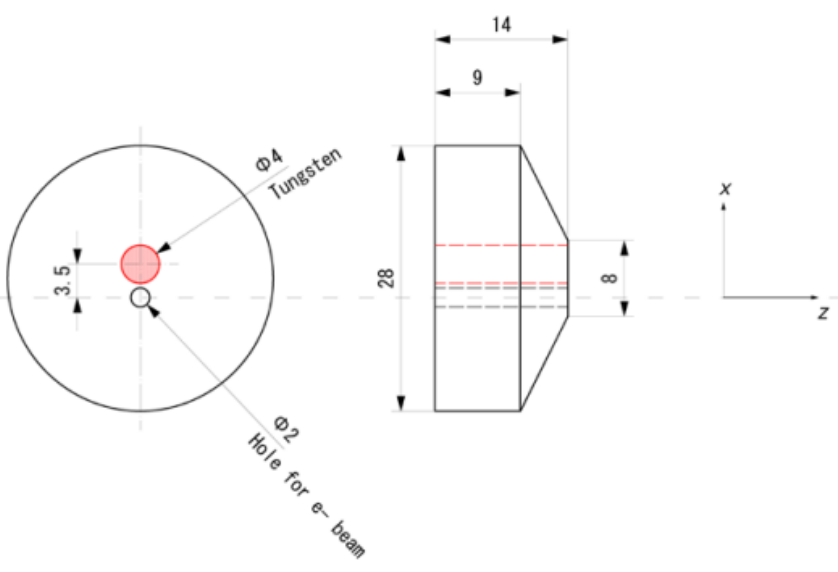 14
9
Φ4
Tungsten
x
3.5
28
8
z
Φ2
Hole for e- beam